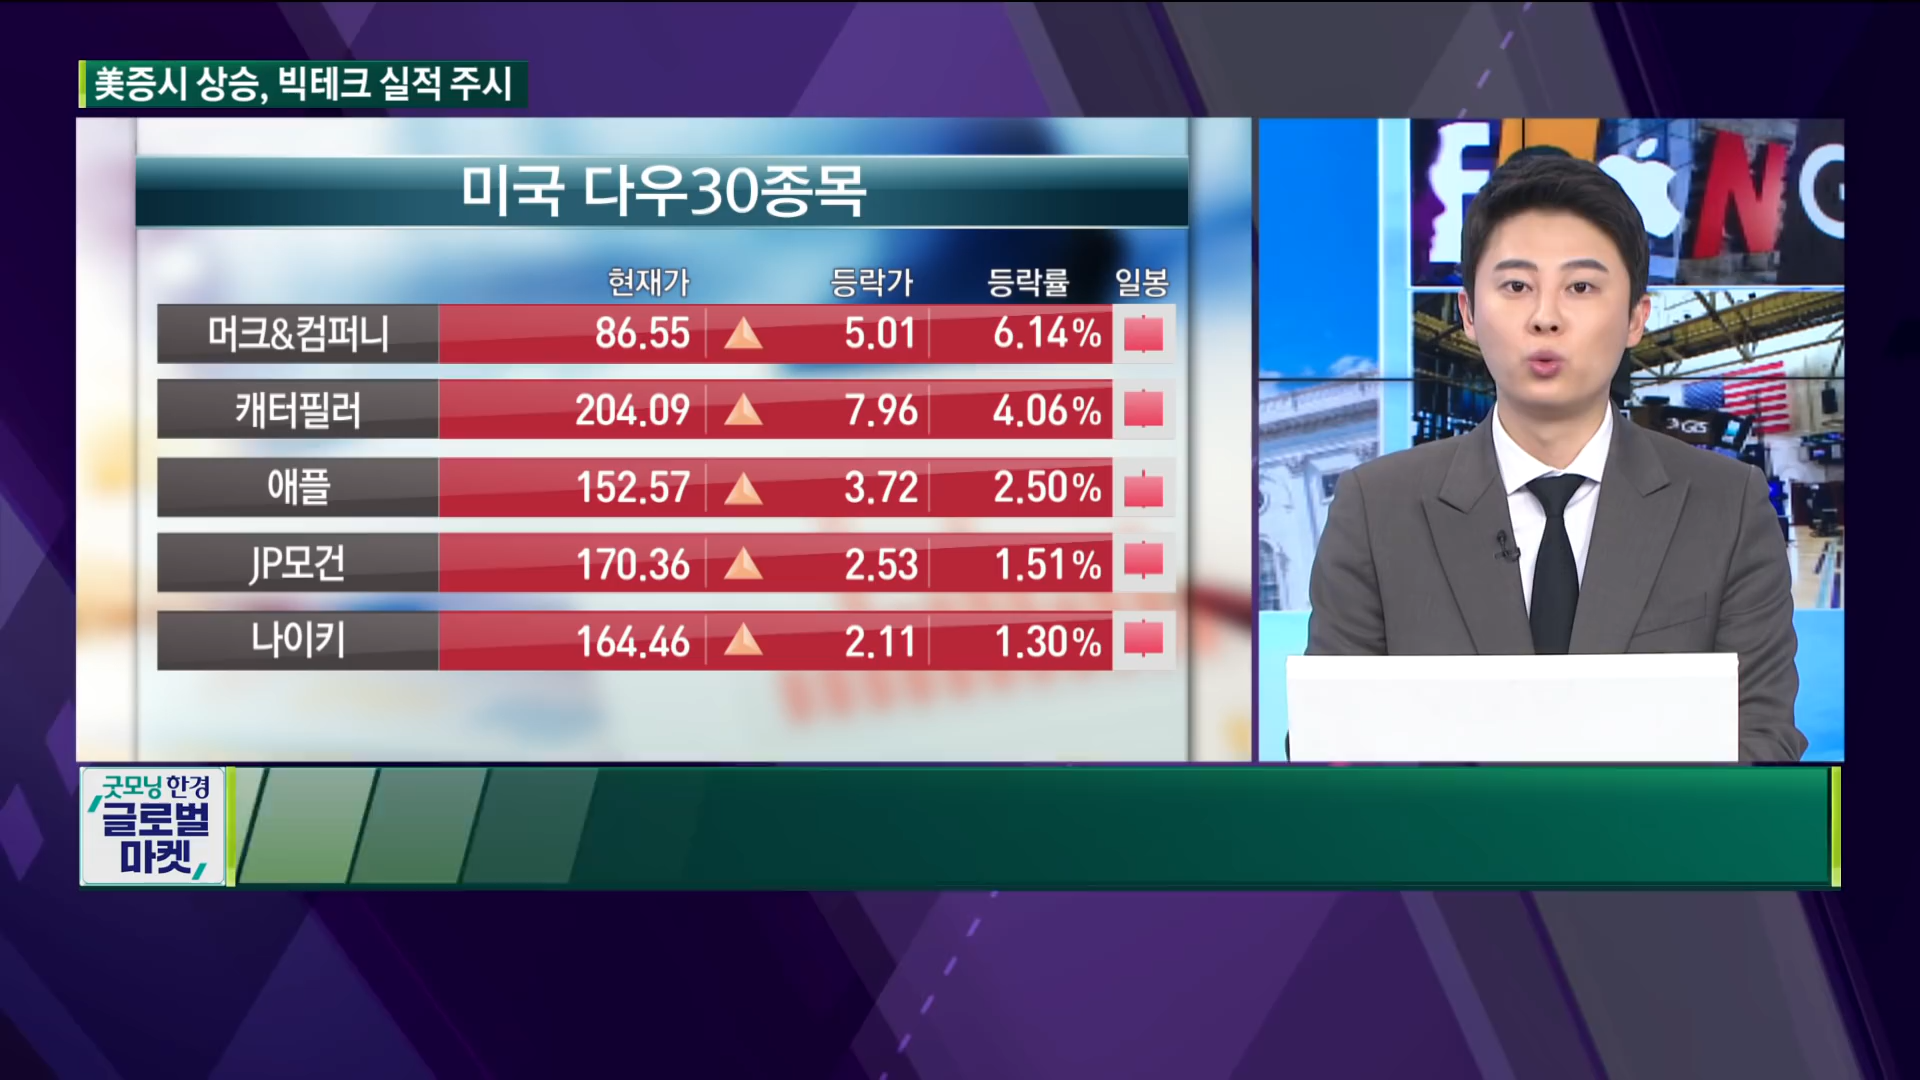 美증시 상승, 빅테크 실적 주시
미국 다우30종목
현재가 등락가 등락률 일봉
머크&컴퍼니 86.55 5.01 6.14%
캐터필러 204.09 7.96 4.06%
애플 152.57 3.72 2.50%
JP모건 170.36 2.53 1.51%
나이키 164.46 2.11 1.30%
F N G
굿모닝 한경
글로벌
마켓